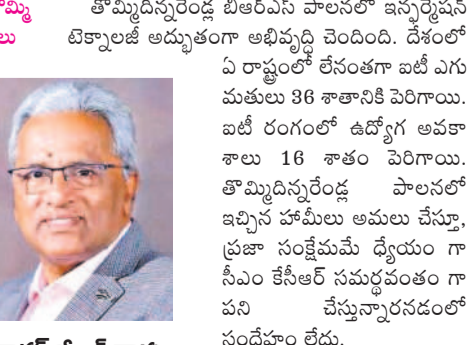 తొమ్మిదిన్నరేండ్ల బీఆర్ఎస్ పాలనలో ఇన్ఫర్మేషన్
టెక్నాలజీ అద్భుతంగా అభివృద్ధి చెందింది. దేశంలో
ఏ రాష్ట్రంలో లేనంతగా ఐటీ ఎగు
మతులు 36 శాతానికి పెరిగాయి.
ఐటీ రంగంలో ఉద్యోగ అవకా
శాలు 16 శాతం పెరిగాయి.
తొమ్మిదిన్నరేండ్ల పాలనలో
ఇచ్చిన హామీలు అమలు చేస్తూ,
ప్రజా సంక్షేమమే ధ్యేయం గా
సీఎం కేసీఆర్ సమర్థవంతం గా
పని చేస్తున్నారనడంలో
సందేహం లేదు.